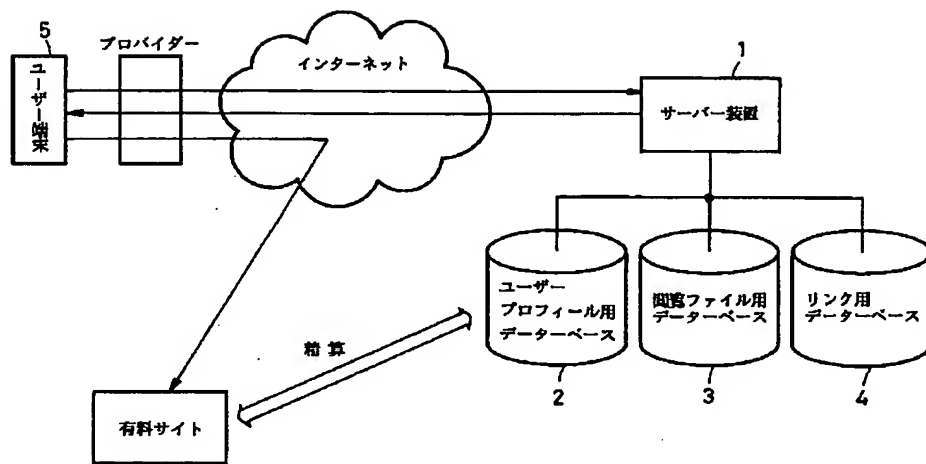 5
プロバイダー
ユーザー端末
インターネット
1
サーバー装置
ユーザー
プロフィール用
データーベース
閲覧ファイル用
データーベース
リンク用
データーベース
精算
2
3
4
有料サイト